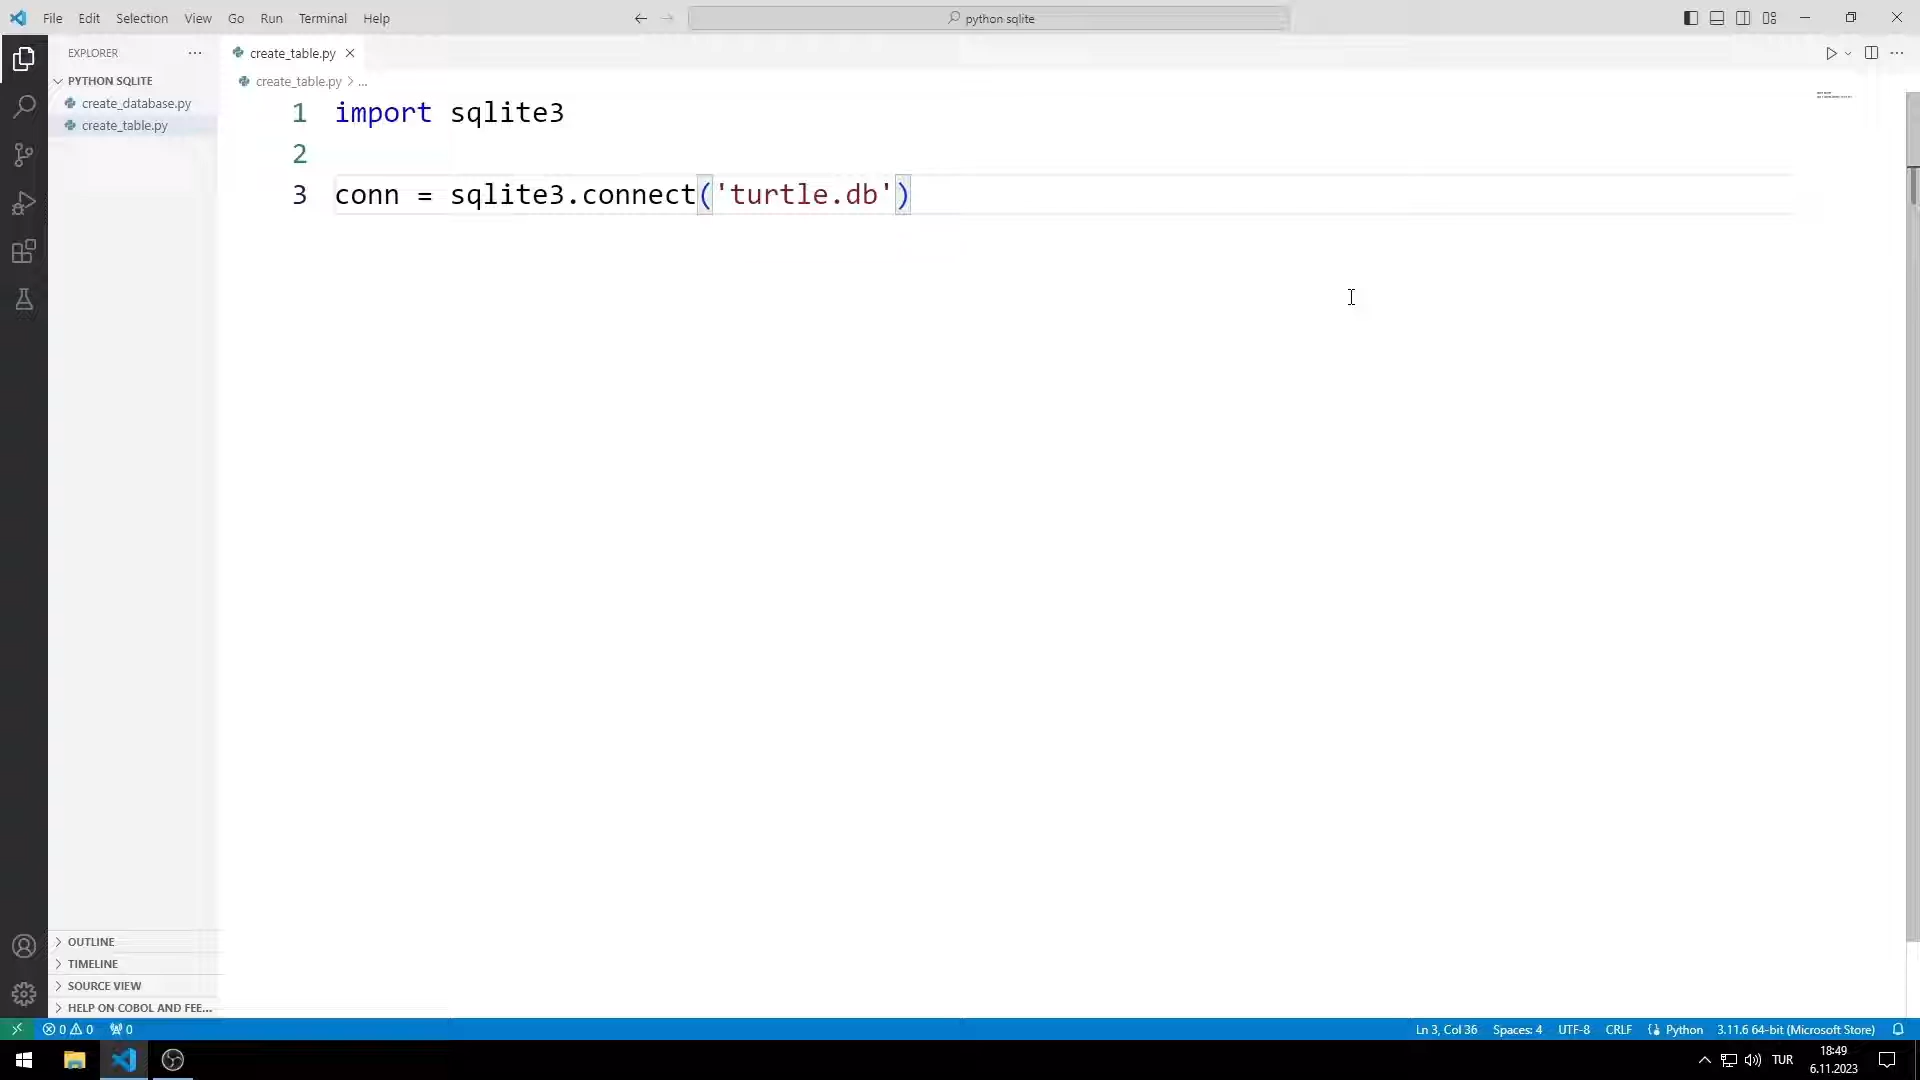 File Edit Selection View Go Run Terminal Help
python sqlite
EXPLORER
PYTHON SQLITE
create_database.py
create_table.py
OUTLINE
TIMELINE
SOURCE VIEW
HELP ON COBOL AND FEE...
create_table.py
create_table.py > ...
1 import sqlite3
2
3 conn = sqlite3.connect('turtle.db')
0 0 0
Ln 3, Col 36 Spaces: 4 UTF-8 CRLF Python 3.11.6 64-bit (Microsoft Store)
TUR
18:49
6.11.2023